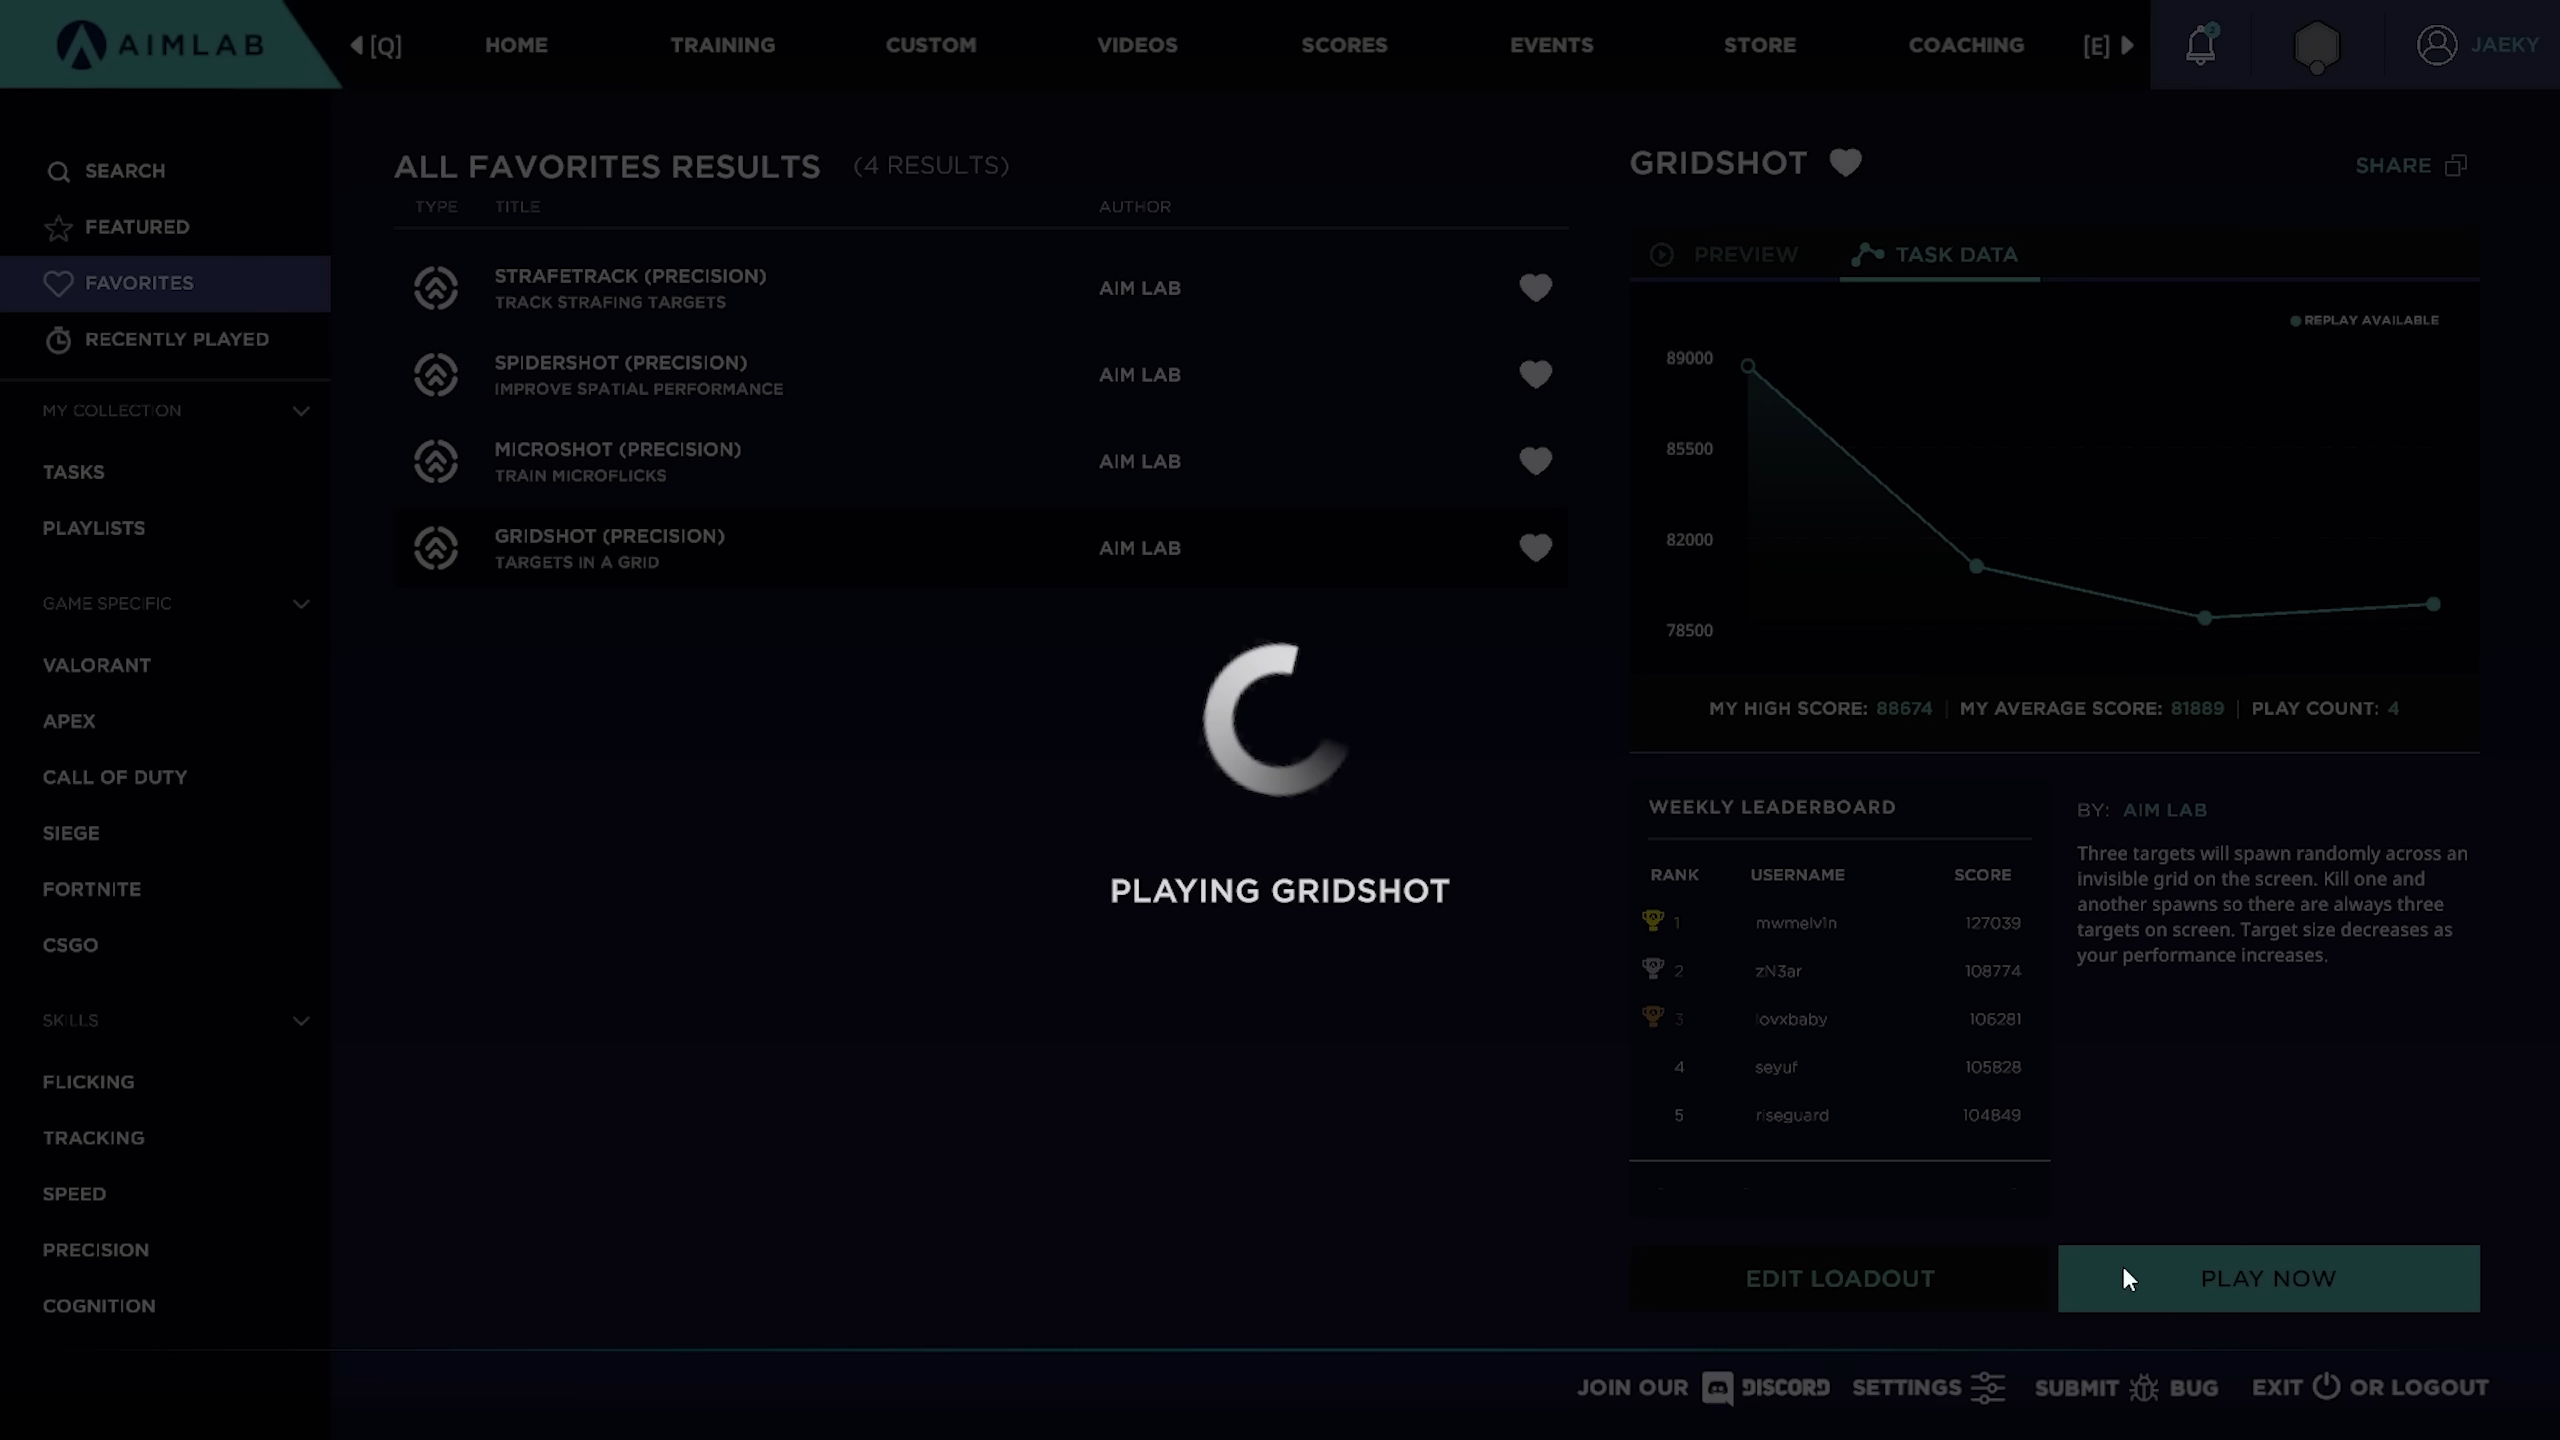 AIMLAB
[Q]
HOME
TRAINING
CUSTOM
VIDEOS
SCORES
EVENTS
STORE
COACHING
[E]
JAEKY
SEARCH
FEATURED
FAVORITES
RECENTLY PLAYED
MY COLLECTION
TASKS
PLAYLISTS
GAME SPECIFIC
VALORANT
APEX
CALL OF DUTY
SIEGE
FORTNITE
CSGO
SKILLS
FLICKING
TRACKING
SPEED
PRECISION
COGNITION
ALL FAVORITES RESULTS (4 RESULTS)
TYPE TITLE AUTHOR
STRAFETRACK (PRECISION)
TRACK STRAFING TARGETS
AIM LAB
SPIDERSHOT (PRECISION)
IMPROVE SPATIAL PERFORMANCE
AIM LAB
MICROSHOT (PRECISION)
TRAIN MICROFLICKS
AIM LAB
GRIDSHOT (PRECISION)
TARGETS IN A GRID
AIM LAB
PLAYING GRIDSHOT
GRIDSHOT
SHARE
PREVIEW
TASK DATA
REPLAY AVAILABLE
89000
85500
82000
78500
MY HIGH SCORE: 88674 | MY AVERAGE SCORE: 81889 | PLAY COUNT: 4
WEEKLY LEADERBOARD
RANK USERNAME SCORE
1 mwmelv1n 127039
2 zN3ar 108774
3 lovxbaby 106281
4 seyuf 105828
5 riseguard 104849
BY: AIM LAB
Three targets will spawn randomly across an
invisible grid on the screen. Kill one and
another spawns so there are always three
targets on screen. Target size decreases as
your performance increases.
EDIT LOADOUT
PLAY NOW
JOIN OUR DISCORD
SETTINGS
SUBMIT BUG
EXIT OR LOGOUT